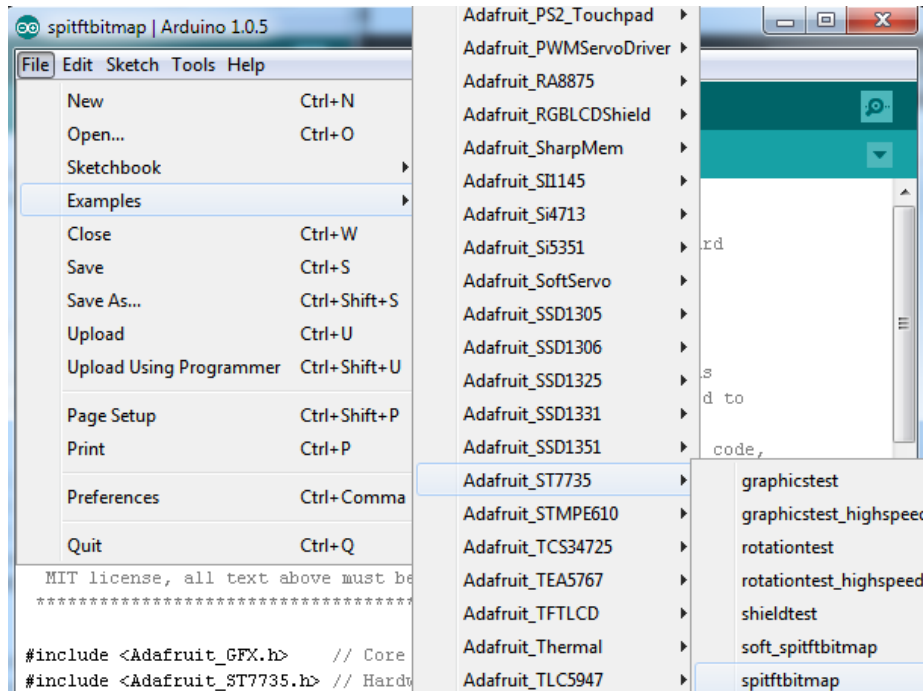 spitftbitmap | Arduino 1.0.5
File Edit Sketch Tools Help
New Ctrl+N
Open... Ctrl+O
Sketchbook
Examples
Close Ctrl+W
Save Ctrl+S
Save As... Ctrl+Shift+S
Upload Ctrl+U
Upload Using Programmer Ctrl+Shift+U
Page Setup Ctrl+Shift+P
Print Ctrl+P
Preferences Ctrl+Comma
Quit Ctrl+Q
Adafruit_PS2_Touchpad
Adafruit_PWMServoDriver
Adafruit_RA8875
Adafruit_RGBLCDShield
Adafruit_SharpMem
Adafruit_SI1145
Adafruit_Si4713
Adafruit_Si5351
Adafruit_SoftServo
Adafruit_SSD1305
Adafruit_SSD1306
Adafruit_SSD1325
Adafruit_SSD1331
Adafruit_SSD1351
Adafruit_ST7735
Adafruit_STMPE610
Adafruit_TCS34725
Adafruit_TEA5767
Adafruit_TFTLCD
Adafruit_Thermal
Adafruit_TLC5947
graphicstest
graphicstest_highspeed
rotationtest
rotationtest_highspeed
shieldtest
soft_spitftbitmap
spitftbitmap
rd
s
d to
code,
MIT license, all text above must be
************************************
#include <Adafruit_GFX.h> // Core
#include <Adafruit_ST7735.h> // Hardw